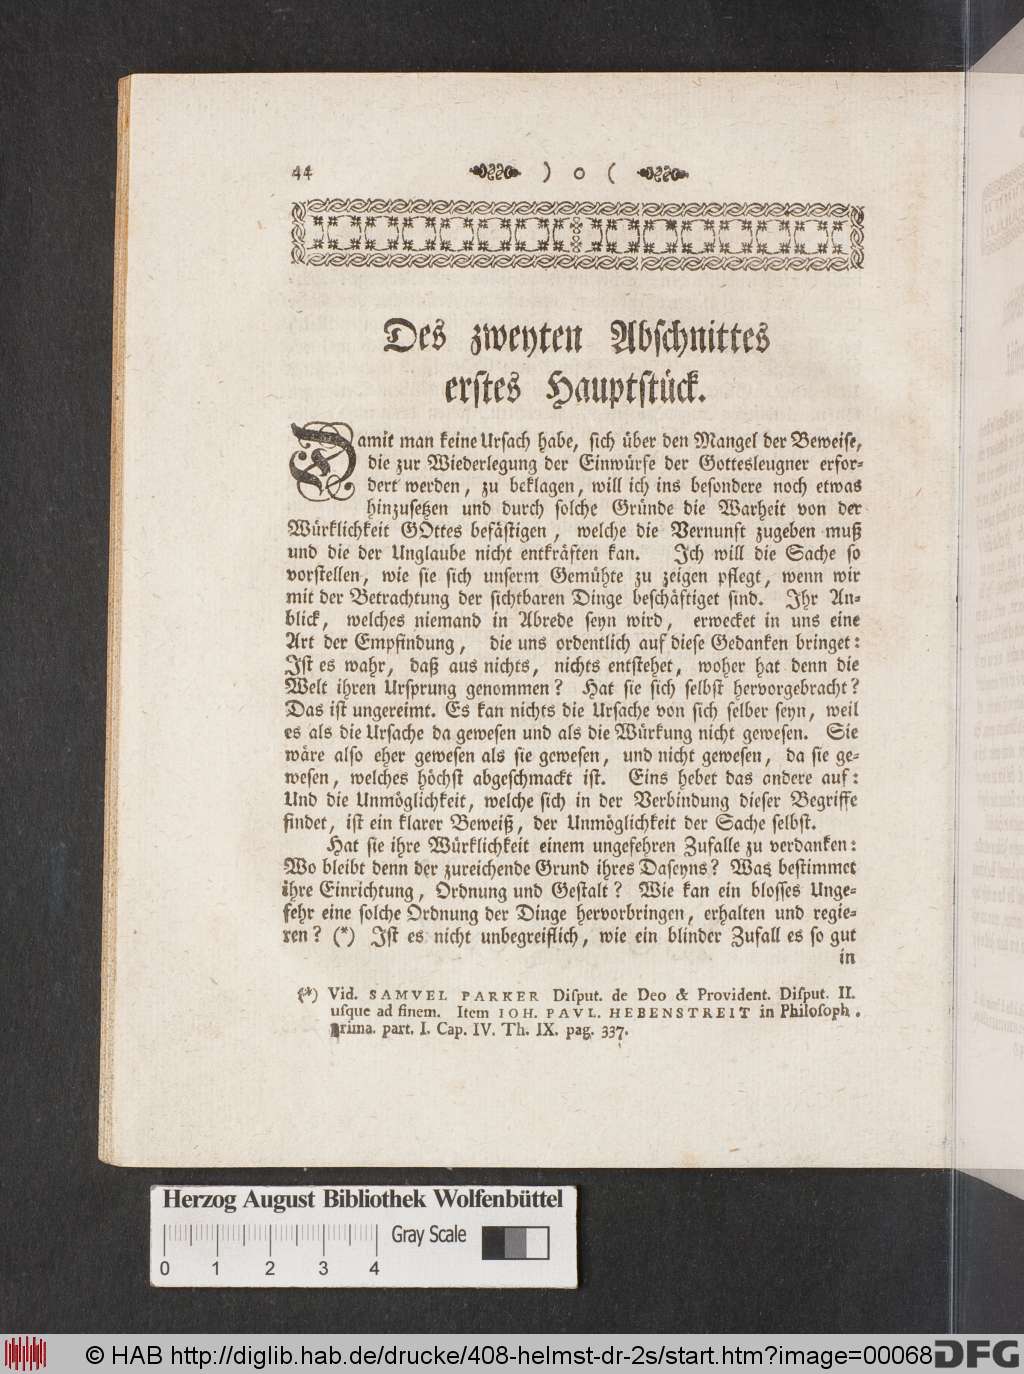 44 ) o (
Des zweyten Abschnittes
erstes Hauptstück.
Damit man keine Ursach habe, sich über den Mangel der Beweise,
die zur Wiederlegung der Einwürfe der Gottesleugner erfor-
dert werden, zu beklagen, will ich ins besondere noch etwas
hinzusetzen und durch solche Gründe die Warheit von der
Würklichkeit GOttes befästigen, welche die Vernunft zugeben muß
und die der Unglaube nicht entkräften kan. Ich will die Sache so
vorstellen, wie sie sich unserm Gemühte zu zeigen pflegt, wenn wir
mit der Betrachtung der sichtbaren Dinge beschäftiget sind. Ihr An-
blick, welches niemand in Abrede seyn wird, erwecket in uns eine
Art der Empfindung, die uns ordentlich auf diese Gedanken bringet:
Ist es wahr, daß aus nichts, nichts entstehet, woher hat denn die
Welt ihren Ursprung genommen? Hat sie sich selbst hervorgebracht?
Das ist ungereimt. Es kan nichts die Ursache von sich selber seyn, weil
es als die Ursache da gewesen und als die Würkung nicht gewesen. Sie
wäre also eher gewesen als sie gewesen, und nicht gewesen, da sie ge-
wesen, welches höchst abgeschmackt ist. Eins hebet das andere auf:
Und die Unmöglichkeit, welche sich in der Verbindung dieser Begriffe
findet, ist ein klarer Beweiß, der Unmöglichkeit der Sache selbst.
Hat sie ihre Würklichkeit einem ungefehren Zufalle zu verdanken:
Wo bleibt denn der zureichende Grund ihres Daseyns? Was bestimmet
ihre Einrichtung, Ordnung und Gestalt? Wie kan ein blosses Unge-
fehr eine solche Ordnung der Dinge hervorbringen, erhalten und regie-
ren? (*) Ist es nicht unbegreiflich, wie ein blinder Zufall es so gut
in
(*) Vid. SAMVEL PARKER Disput. de Deo & Provident. Disput. II.
usque ad finem. Item IOH. PAVL. HEBENSTREIT in Philosoph.
prima. part. I. Cap. IV. Th. IX. pag. 337.
Herzog August Bibliothek Wolfenbüttel
Gray Scale
0 1 2 3 4
© HAB http://diglib.hab.de/drucke/408-helmst-dr-2s/start.htm?image=00068
DFG